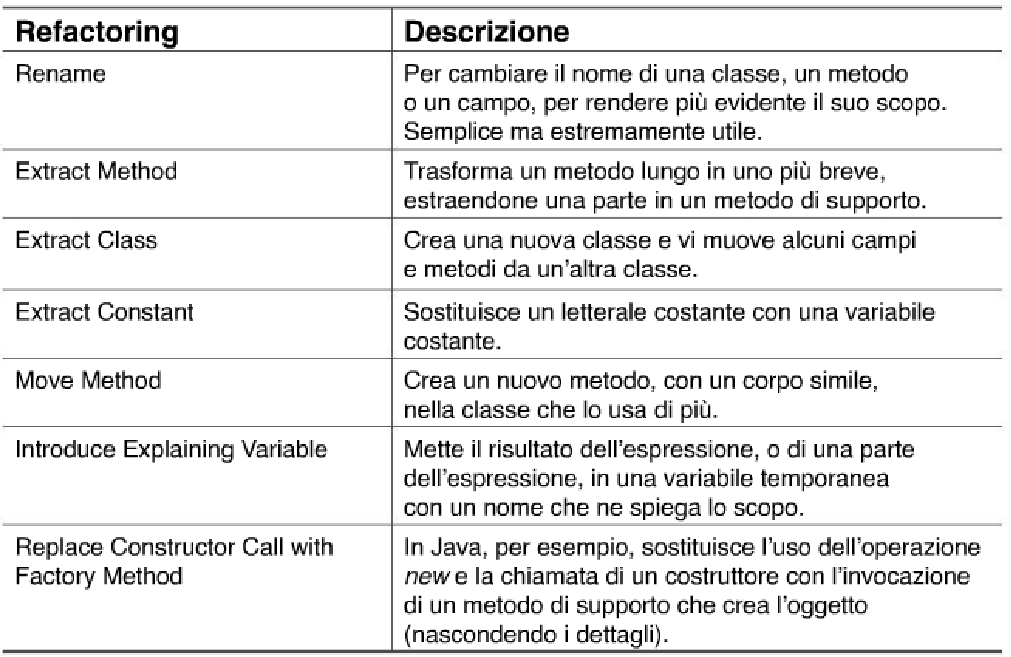 Refactoring Descrizione
Rename Per cambiare il nome di una classe, un metodo
o un campo, per rendere più evidente il suo scopo.
Semplice ma estremamente utile.
Extract Method Trasforma un metodo lungo in uno più breve,
estraendone una parte in un metodo di supporto.
Extract Class Crea una nuova classe e vi muove alcuni campi
e metodi da un'altra classe.
Extract Constant Sostituisce un letterale costante con una variabile
costante.
Move Method Crea un nuovo metodo, con un corpo simile,
nella classe che lo usa di più.
Introduce Explaining Variable Mette il risultato dell'espressione, o di una parte
dell'espressione, in una variabile temporanea
con un nome che ne spiega lo scopo.
Replace Constructor Call with In Java, per esempio, sostituisce l'uso dell'operazione
Factory Method new e la chiamata di un costruttore con l'invocazione
di un metodo di supporto che crea l'oggetto
(nascondendo i dettagli).